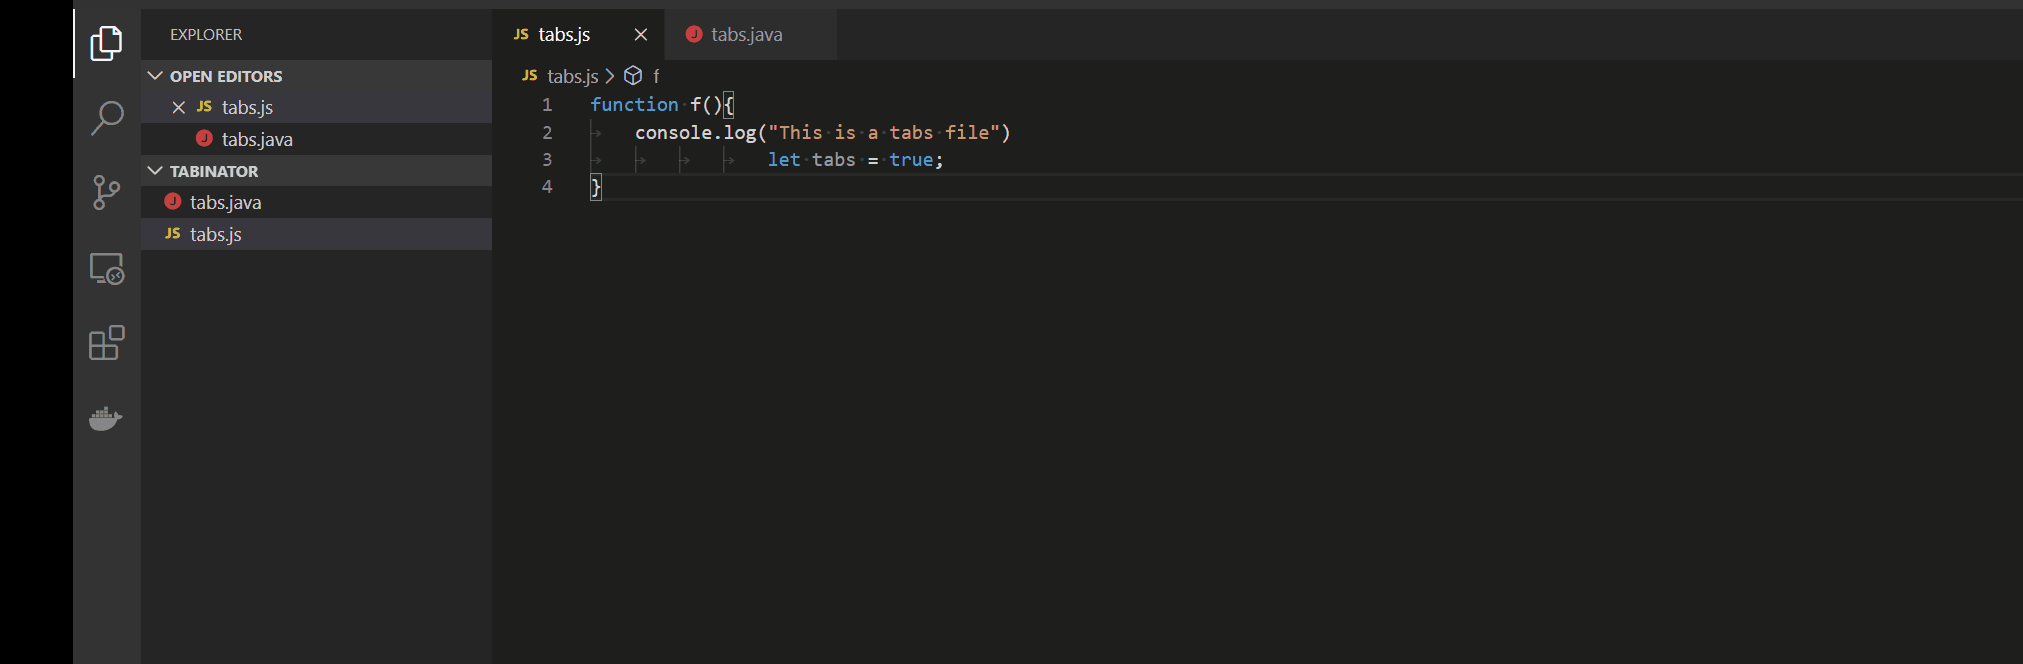 EXPLORER
OPEN EDITORS
JS tabs.js
J tabs.java
TABINATOR
J tabs.java
JS tabs.js
JS tabs.js
J tabs.java
JS tabs.js > f
1 function f(){
2 console.log("This is a tabs file")
3 let tabs = true;
4 }